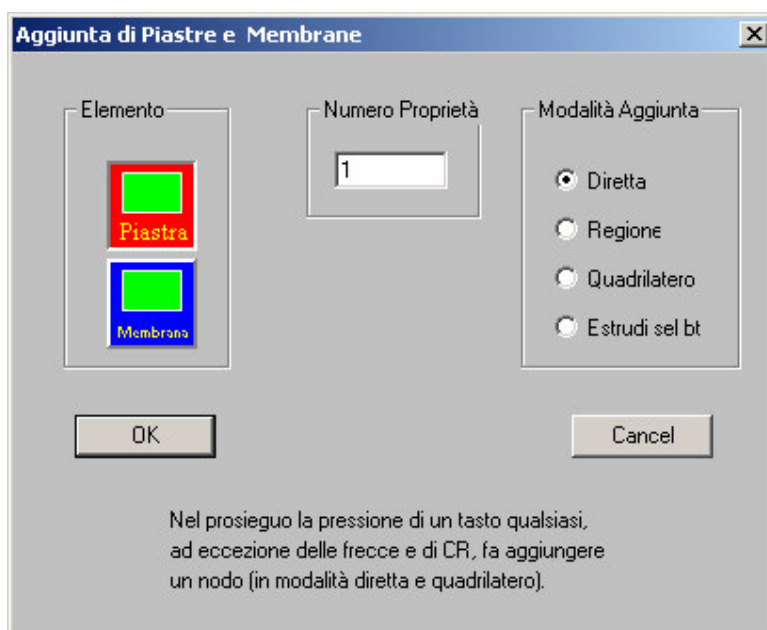 Aggiunta di Piastre e Membrane
Elemento
Piastra
Membrana
Numero Proprietà
1
Modalità Aggiunta
Diretta
Regione
Quadrilatero
Estrudi sel bt
OK
Cancel
Nel prosieguo la pressione di un tasto qualsiasi,
ad eccezione delle frecce e di CR, fa aggiungere
un nodo (in modalità diretta e quadrilatero).